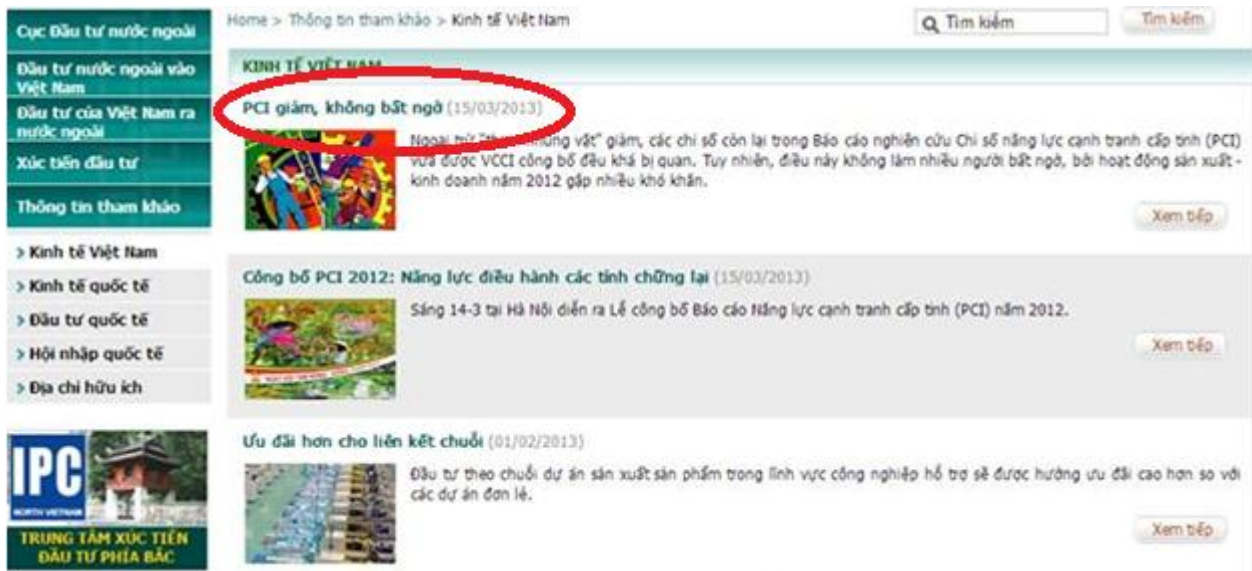 Cục Đầu tư nước ngoài
Đầu tư nước ngoài vào
Việt Nam
Đầu tư của Việt Nam ra
nước ngoài
Xúc tiến đầu tư
Thông tin tham khảo
> Kinh tế Việt Nam
> Kinh tế quốc tế
> Đầu tư quốc tế
> Hội nhập quốc tế
> Địa chỉ hữu ích
IPC
NORTH VIETNAM
TRUNG TÂM XÚC TIẾN
ĐẦU TƯ PHÍA BẮC
Home > Thông tin tham khảo > Kinh tế Việt Nam
Tìm kiếm
Tìm kiếm
KINH TẾ VIỆT NAM
PCI giảm, không bất ngờ (15/03/2013)
Ngoại trừ "tham nhũng vặt" giảm, các chỉ số còn lại trong Báo cáo nghiên cứu Chỉ số năng lực cạnh tranh cấp tỉnh (PCI)
vừa được VCCI công bố đều khá bi quan. Tuy nhiên, điều này không làm nhiều người bất ngờ, bởi hoạt động sản xuất -
kinh doanh năm 2012 gặp nhiều khó khăn.
Xem tiếp
Công bố PCI 2012: Năng lực điều hành các tỉnh chững lại (15/03/2013)
Sáng 14-3 tại Hà Nội diễn ra Lễ công bố Báo cáo Năng lực cạnh tranh cấp tỉnh (PCI) năm 2012.
Xem tiếp
Ưu đãi hơn cho liên kết chuỗi (01/02/2013)
Đầu tư theo chuỗi dự án sản xuất sản phẩm trong lĩnh vực công nghiệp hỗ trợ sẽ được hưởng ưu đãi cao hơn so với
các dự án đơn lẻ.
Xem tiếp